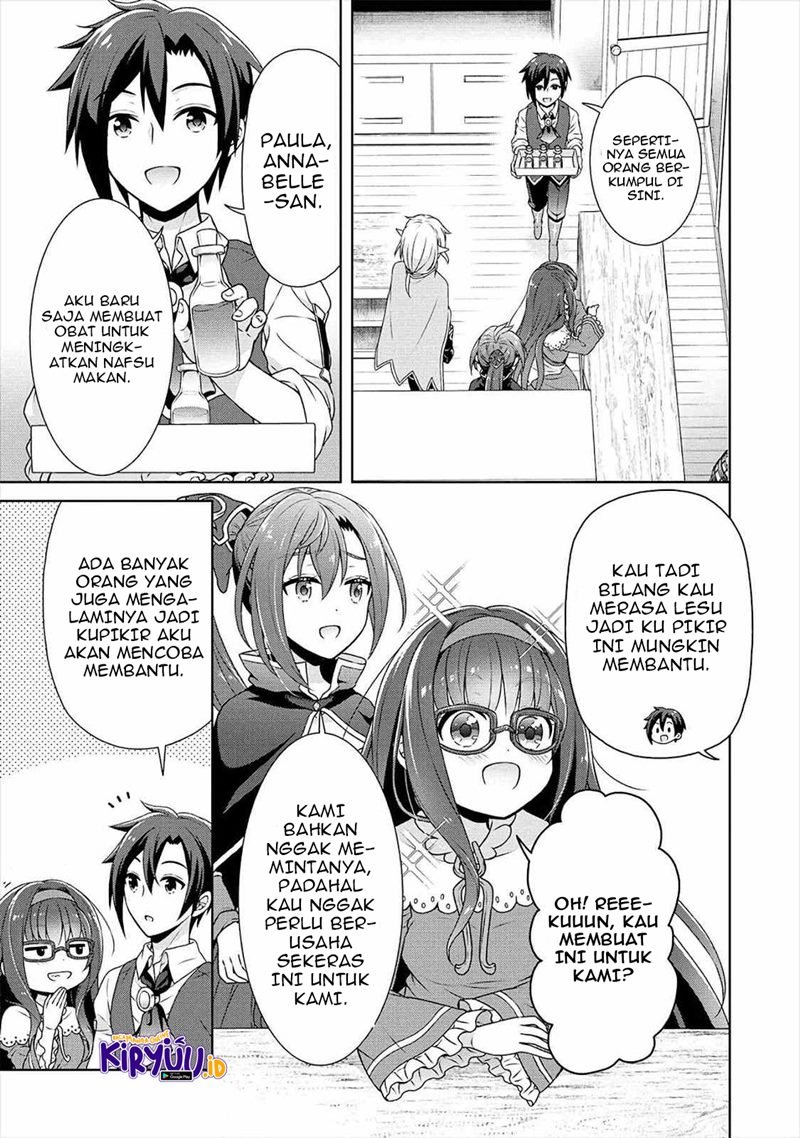 SEPERTI-
NYA SEMUA
ORANG BER-
KUMPUL DI
SINI.
PAULA,
ANNA-
BELLE
-SAN.
AKU BARU
SAJA MEMBUAT
OBAT UNTUK
MENINGK-
ATKAN NAFSU
MAKAN.
KAU TADI
BILANG KAU
MERASA LESU
JADI KU PIKIR
INI MUNGKIN
MEMBANTU.
OH! REEE-
KUUUN, KAU
MEMBUAT
INI UNTUK
KAMI?
KAMI
BAHKAN
NGGAK ME-
MINTANYA,
PADAHAL
KAU NGGAK
PERLU BER-
USAHA
SEKERAS
INI UNTUK
KAMI.
ADA BANYAK
ORANG YANG
JUGA MENGA-
LAMINYA JADI
KUPIKIR AKU
AKAN MENCOBA
MEMBANTU.
KIRYUU.ID
Google Play